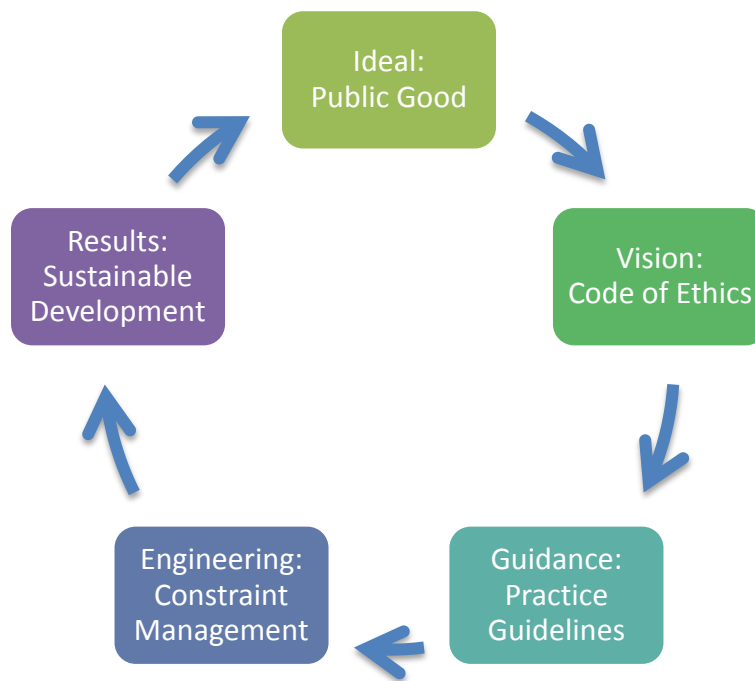 Ideal:
Public Good
Vision:
Code of Ethics
Guidance:
Practice
Guidelines
Engineering:
Constraint
Management
Results:
Sustainable
Development